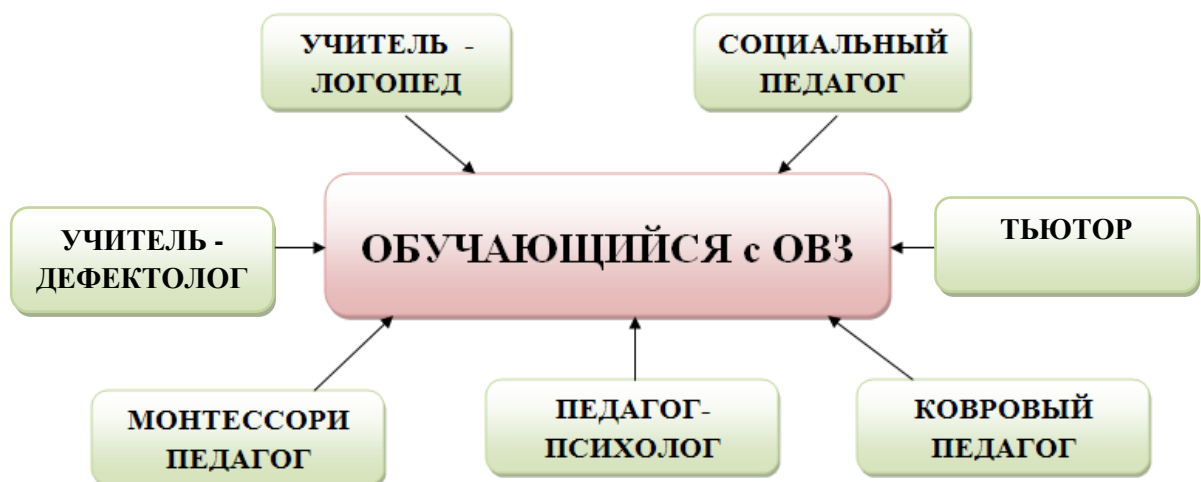 УЧИТЕЛЬ -
ЛОГОПЕД
СОЦИАЛЬНЫЙ
ПЕДАГОГ
УЧИТЕЛЬ -
ДЕФЕКТОЛОГ
ОБУЧАЮЩИЙСЯ с ОВЗ
ТЬЮТОР
МОНТЕССОРИ
ПЕДАГОГ
ПЕДАГОГ-
ПСИХОЛОГ
КОВРОВЫЙ
ПЕДАГОГ